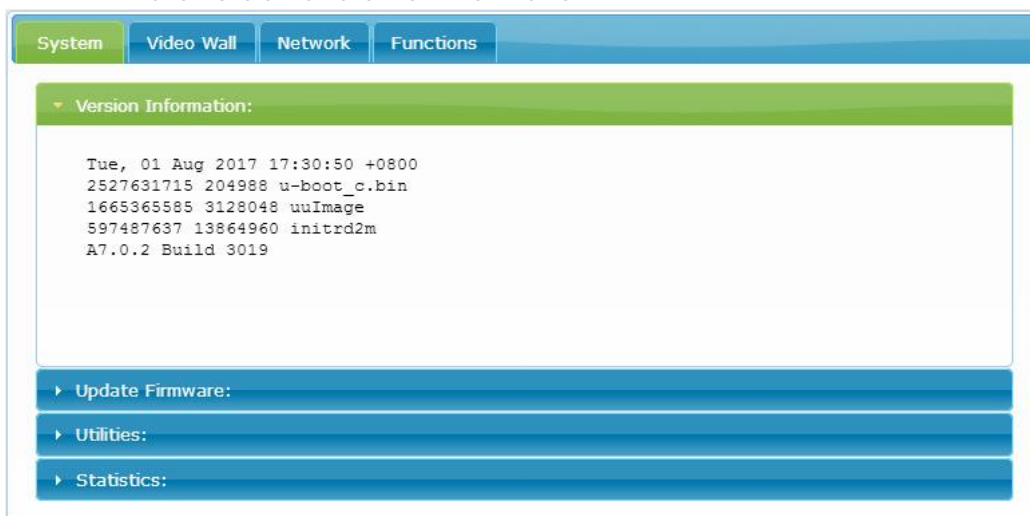 System Video Wall Network Functions
Version Information:
Tue, 01 Aug 2017 17:30:50 +0800
2527631715 204988 u-boot_c.bin
1665365585 3128048 uuImage
597487637 13864960 initrd2m
A7.0.2 Build 3019
Update Firmware:
Utilities:
Statistics: